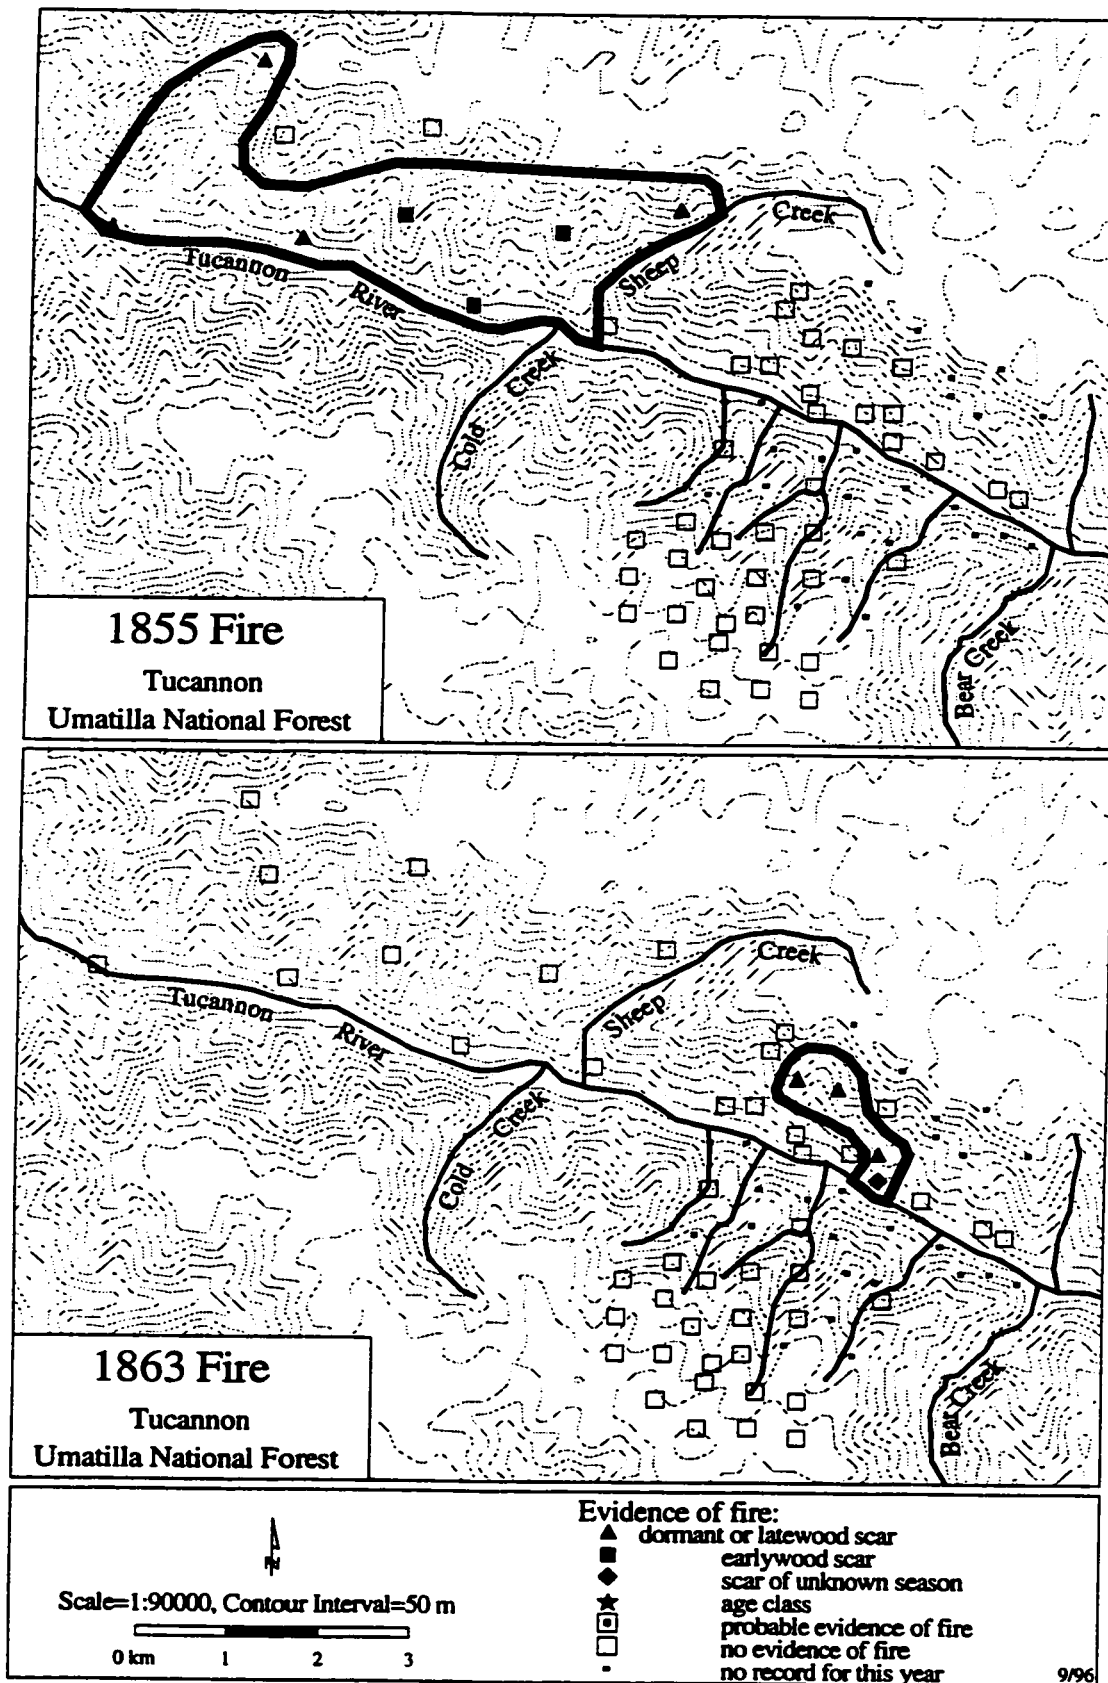 Creek
Sheep
Tucannon
River
Creek
Cold
Bear Creek
1855 Fire
Tucannon
Umatilla National Forest
Creek
Sheep
Tucannon
River
Creek
Cold
Bear Creek
1863 Fire
Tucannon
Umatilla National Forest
Evidence of fire:
dormant or latewood scar
earlywood scar
scar of unknown season
age class
probable evidence of fire
no evidence of fire
no record for this year
N
Scale=1:90000, Contour Interval=50 m
0 km 1 2 3
9/96